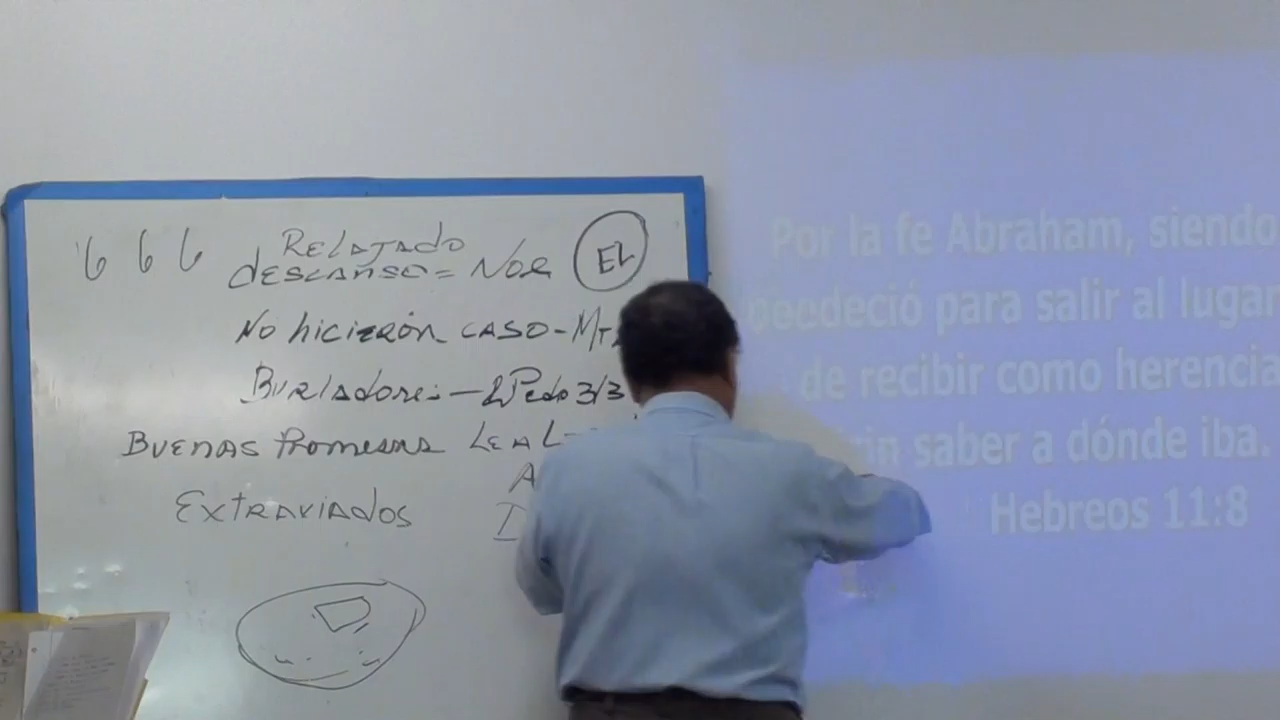 6 6 6
RELAJADO
DESCANSO = NOE
EL
NO hiciERON CASO - MT
BurladorEs - 2 Pedo 3/3
BUENAS PROMESAS LEAL -
EXTRAVIADOS
Por la fe Abraham, siendo
obedeció para salir al lugar
de recibir como herencia
sin saber a dónde iba.
Hebreos 11:8